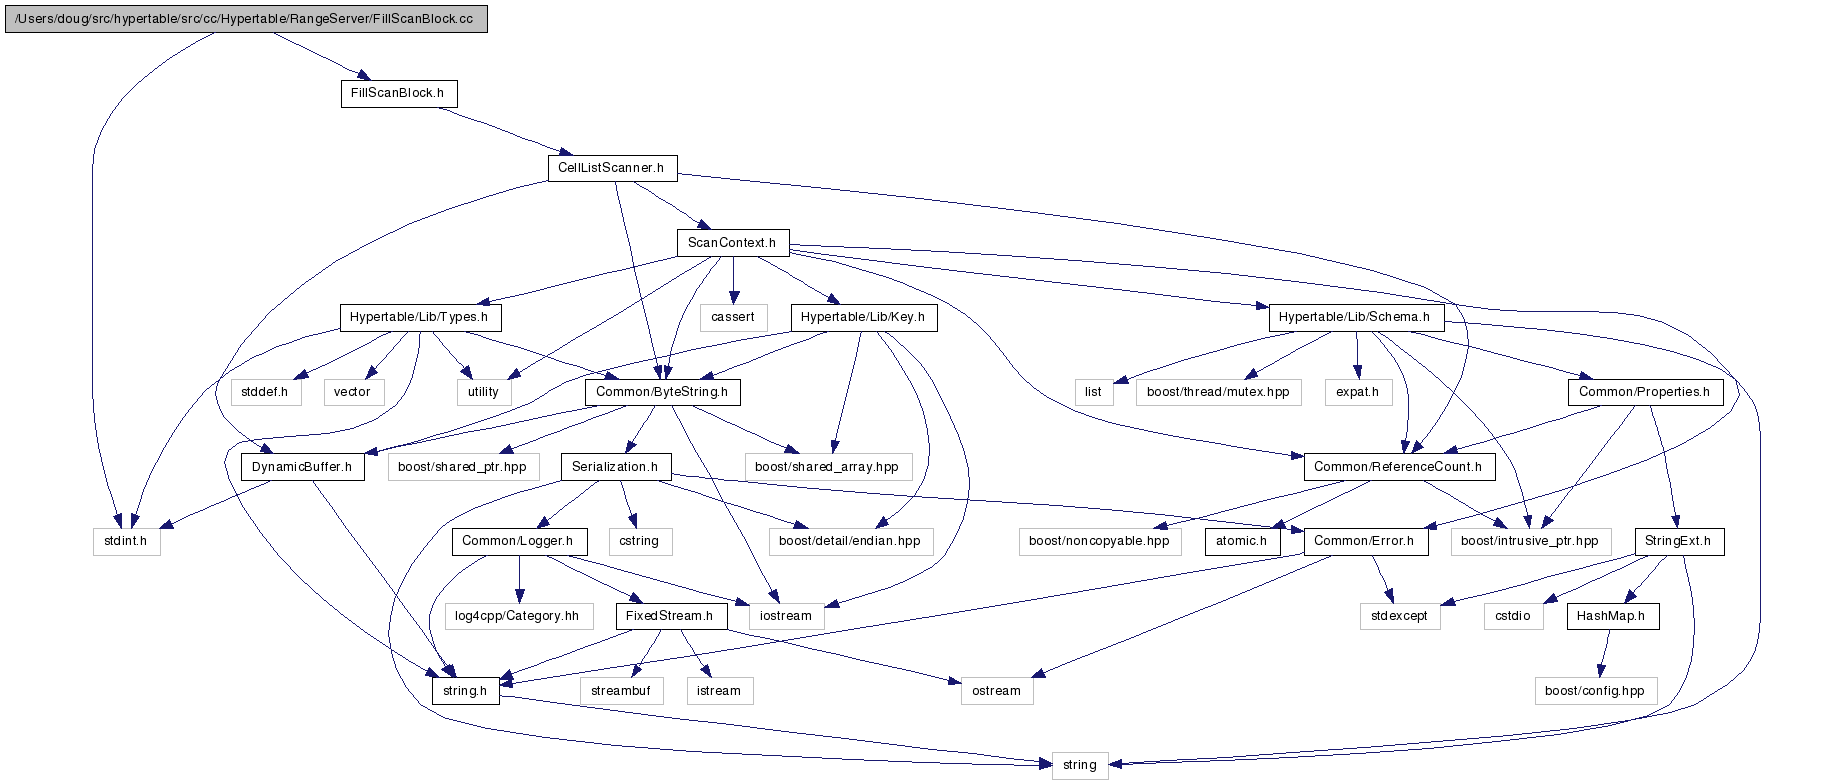 /Users/doug/src/hypertable/src/cc/Hypertable/RangeServer/FillScanBlock.cc
FillScanBlock.h
CellListScanner.h
ScanContext.h
Hypertable/Lib/Types.h
cassert
Hypertable/Lib/Key.h
Hypertable/Lib/Schema.h
stddef.h
vector
utility
Common/ByteString.h
list
boost/thread/mutex.hpp
expat.h
Common/Properties.h
DynamicBuffer.h
boost/shared_ptr.hpp
Serialization.h
boost/shared_array.hpp
Common/ReferenceCount.h
stdint.h
Common/Logger.h
cstring
boost/detail/endian.hpp
boost/noncopyable.hpp
atomic.h
Common/Error.h
boost/intrusive_ptr.hpp
StringExt.h
log4cpp/Category.hh
FixedStream.h
iostream
stdexcept
cstdio
HashMap.h
string.h
streambuf
istream
ostream
boost/config.hpp
string